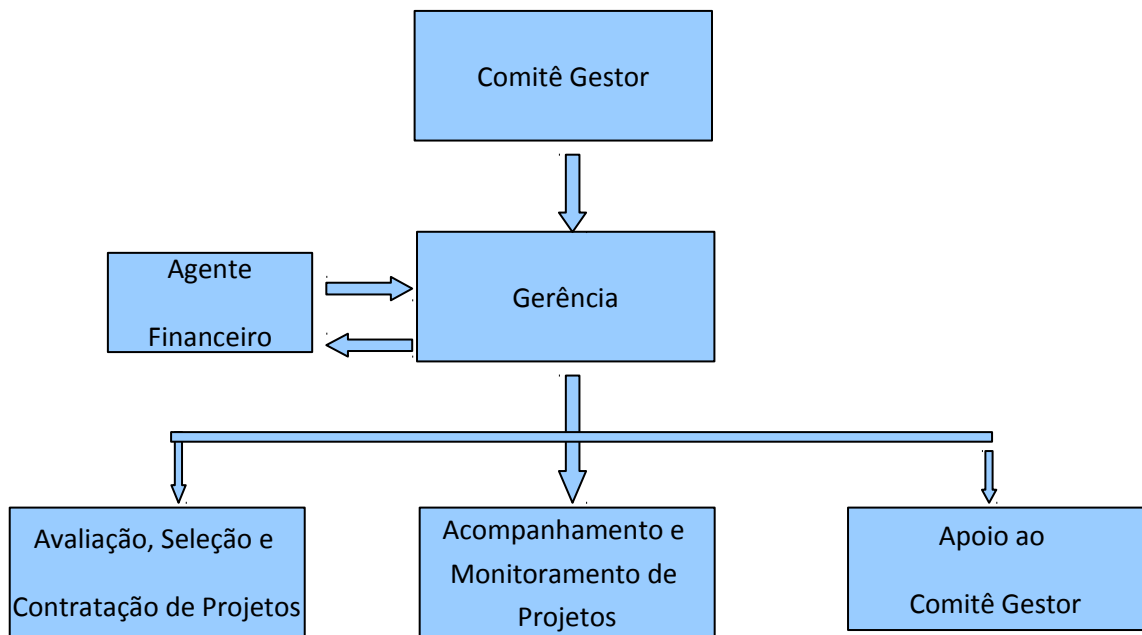 Comitê Gestor
Agente
Financeiro
Gerência
Avaliação, Seleção e
Contratação de Projetos
Acompanhamento e
Monitoramento de
Projetos
Apoio ao
Comitê Gestor